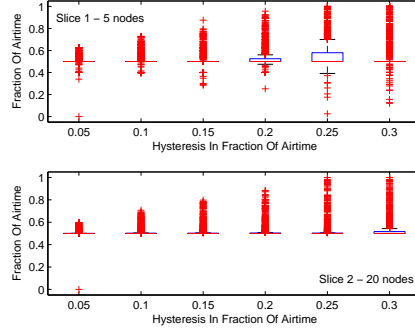 Slice 1 − 5 nodes
Fraction Of Airtime
1
0.8
0.6
0.4
0.2
0
0.05 0.1 0.15 0.2 0.25 0.3
Hysteresis In Fraction Of Airtime
Fraction Of Airtime
1
0.8
0.6
0.4
0.2
0
Slice 2 − 20 nodes
0.05 0.1 0.15 0.2 0.25 0.3
Hysteresis In Fraction Of Airtime